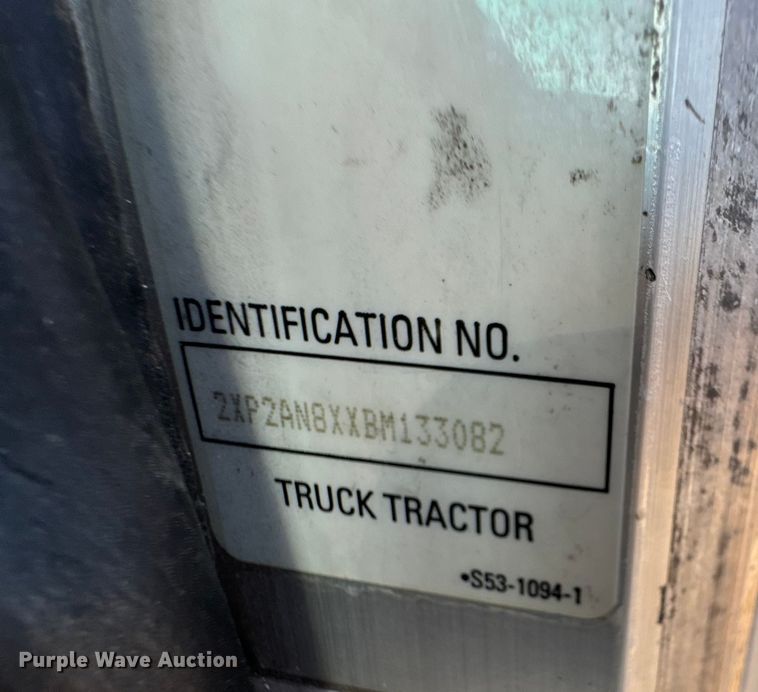 IDENTIFICATION NO.
2XP2AN8XXBM133082
TRUCK TRACTOR
•S53-1094-1
Purple Wave Auction